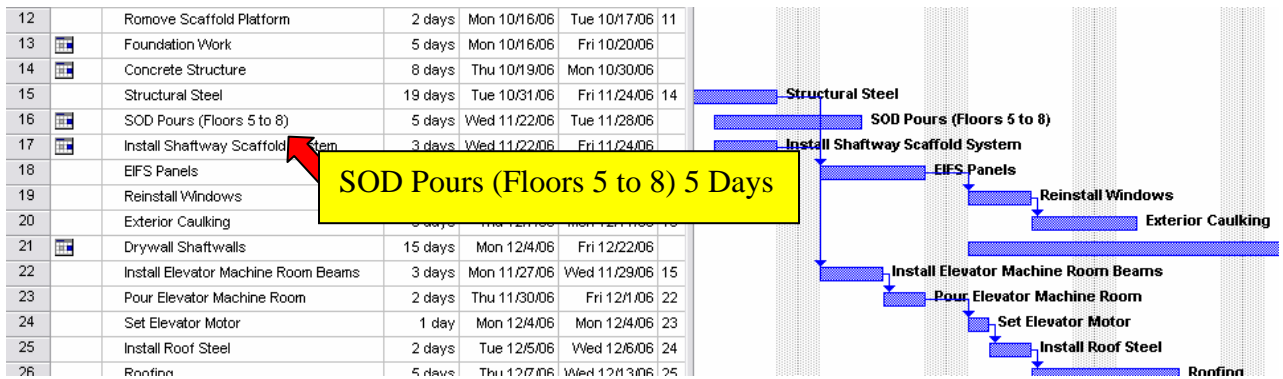 12 Romove Scaffold Platform 2 days Mon 10/16/06 Tue 10/17/06 11
13 Foundation Work 5 days Mon 10/16/06 Fri 10/20/06
14 Concrete Structure 8 days Thu 10/19/06 Mon 10/30/06
15 Structural Steel 19 days Tue 10/31/06 Fri 11/24/06 14 Structural Steel
16 SOD Pours (Floors 5 to 8) 5 days Wed 11/22/06 Tue 11/28/06 SOD Pours (Floors 5 to 8)
17 Install Shaftway Scaffold 3 days Wed 11/22/06 Fri 11/24/06 Install Shaftway Scaffold System
SOD Pours (Floors 5 to 8) 5 Days
18 EIFS Panels EIFS Panels
19 Reinstall Windows Reinstall Windows
20 Exterior Caulking Exterior Caulking
21 Drywall Shaftwalls 15 days Mon 12/4/06 Fri 12/22/06
22 Install Elevator Machine Room Beams 3 days Mon 11/27/06 Wed 11/29/06 15 Install Elevator Machine Room Beams
23 Pour Elevator Machine Room 2 days Thu 11/30/06 Fri 12/1/06 22 Pour Elevator Machine Room
24 Set Elevator Motor 1 day Mon 12/4/06 Mon 12/4/06 23 Set Elevator Motor
25 Install Roof Steel 2 days Tue 12/5/06 Wed 12/6/06 24 Install Roof Steel
26 Roofing 5 days Thu 12/7/06 Wed 12/13/06 25 Roofing